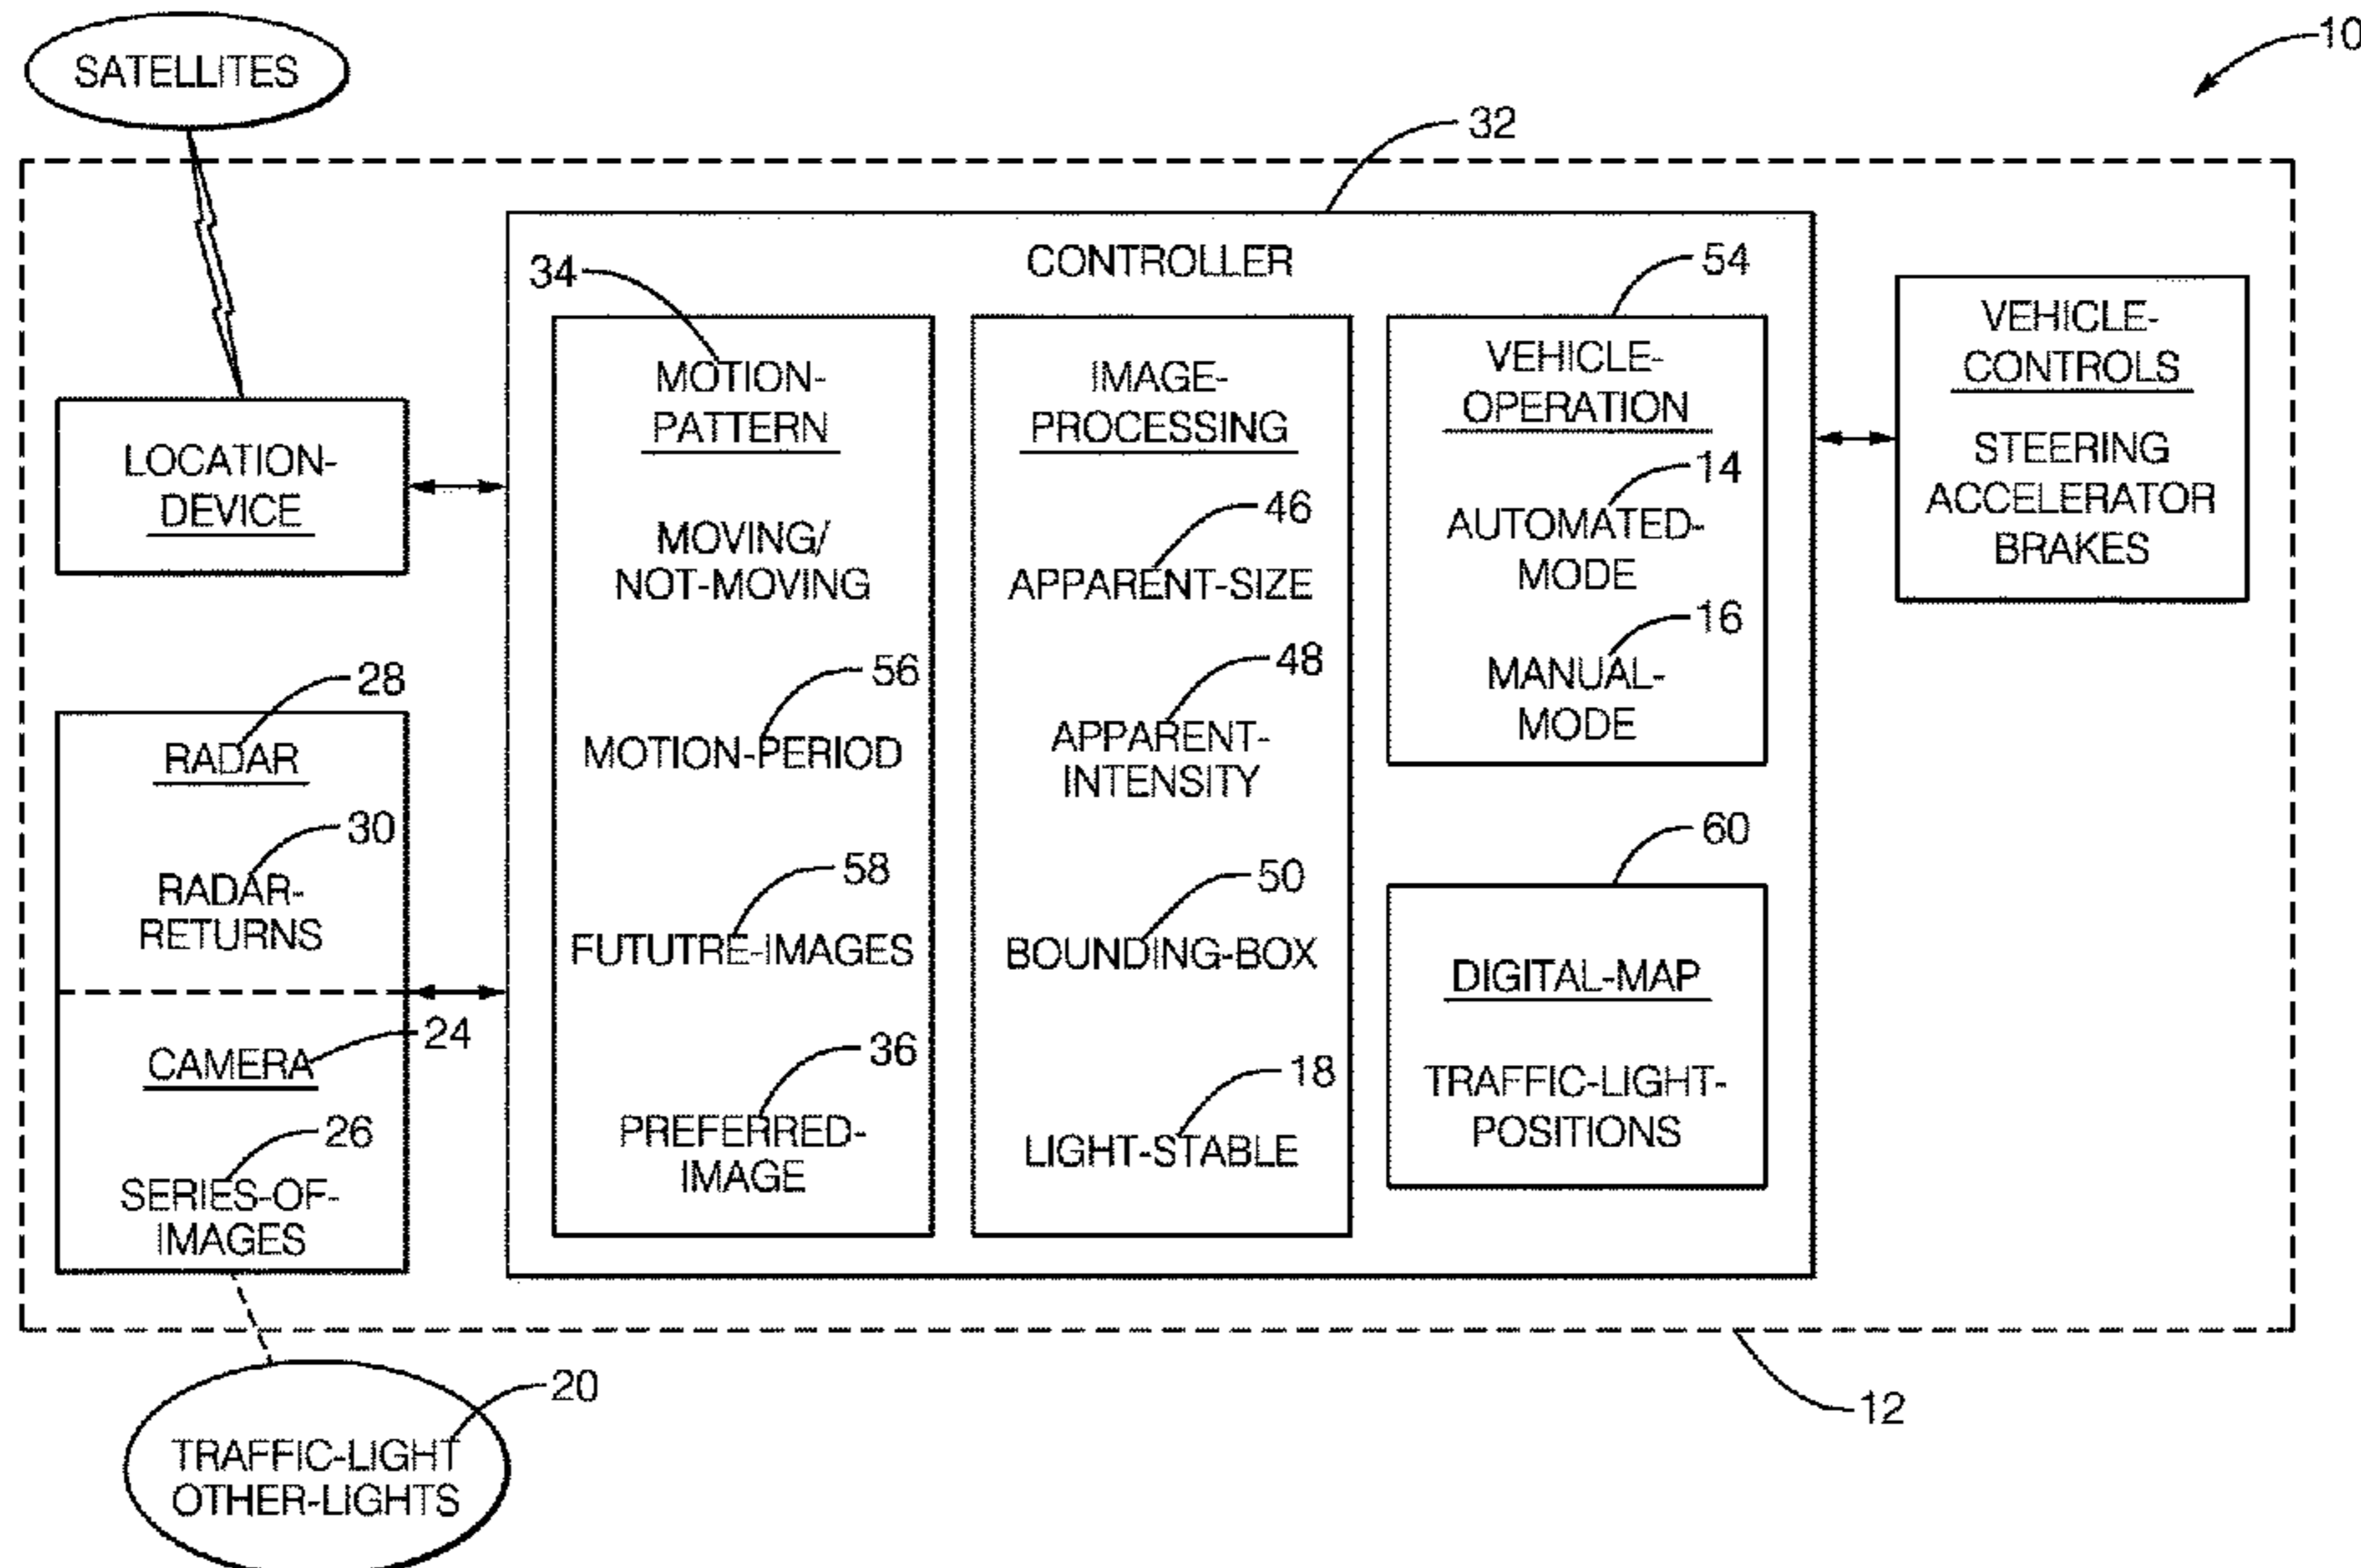 SATELLITES
10
32
CONTROLLER
34
MOTION-
PATTERN
MOVING/
NOT-MOVING
56
MOTION-PERIOD
58
FUTUTRE-IMAGES
36
PREFERRED-
IMAGE
IMAGE-
PROCESSING
46
APPARENT-SIZE
48
APPARENT-
INTENSITY
50
BOUNDING-BOX
18
LIGHT-STABLE
54
VEHICLE-
OPERATION
14
AUTOMATED-
MODE
16
MANUAL-
MODE
60
DIGITAL-MAP
TRAFFIC-LIGHT-
POSITIONS
VEHICLE-
CONTROLS
STEERING
ACCELERATOR
BRAKES
LOCATION-
DEVICE
28
RADAR
30
RADAR-
RETURNS
24
CAMERA
26
SERIES-OF-
IMAGES
20
TRAFFIC-LIGHT
OTHER-LIGHTS
12